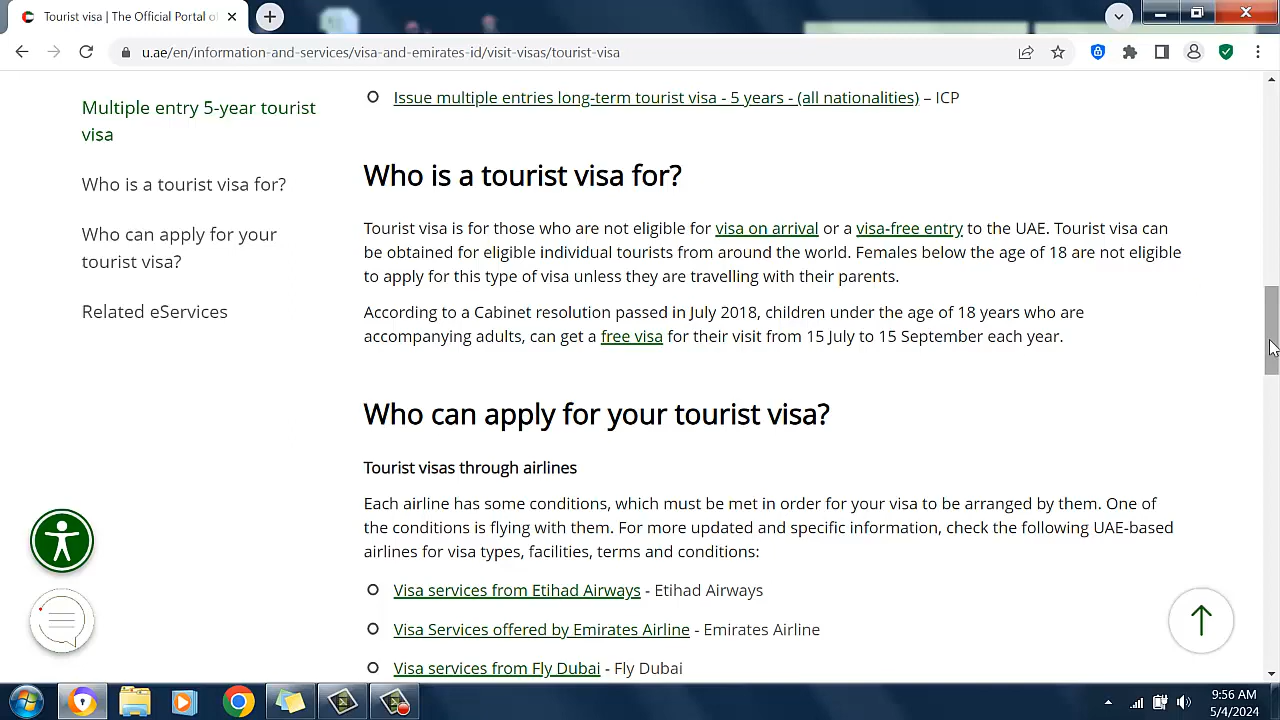 Tourist visa | The Official Portal o
u.ae/en/information-and-services/visa-and-emirates-id/visit-visas/tourist-visa
Multiple entry 5-year tourist
visa
Who is a tourist visa for?
Who can apply for your
tourist visa?
Related eServices
Issue multiple entries long-term tourist visa - 5 years - (all nationalities) – ICP
Who is a tourist visa for?
Tourist visa is for those who are not eligible for visa on arrival or a visa-free entry to the UAE. Tourist visa can
be obtained for eligible individual tourists from around the world. Females below the age of 18 are not eligible
to apply for this type of visa unless they are travelling with their parents.
According to a Cabinet resolution passed in July 2018, children under the age of 18 years who are
accompanying adults, can get a free visa for their visit from 15 July to 15 September each year.
Who can apply for your tourist visa?
Tourist visas through airlines
Each airline has some conditions, which must be met in order for your visa to be arranged by them. One of
the conditions is flying with them. For more updated and specific information, check the following UAE-based
airlines for visa types, facilities, terms and conditions:
Visa services from Etihad Airways - Etihad Airways
Visa Services offered by Emirates Airline - Emirates Airline
Visa services from Fly Dubai - Fly Dubai
9:56 AM
5/4/2024